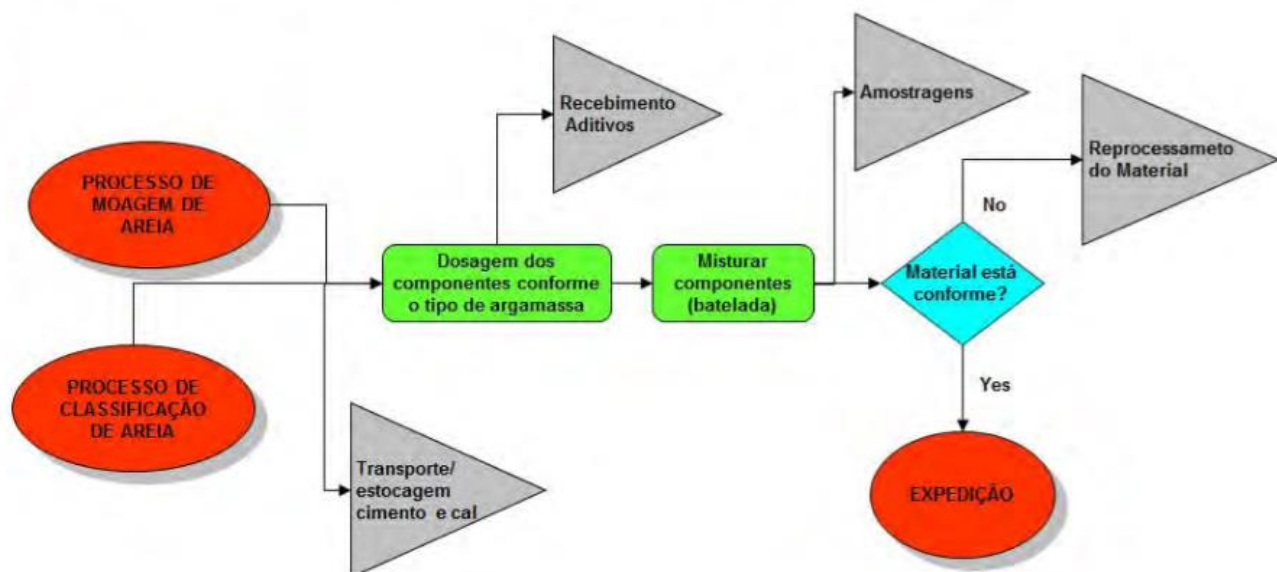 Recebimento
Aditivos
Amostragens
Reprocessameto
do Material
PROCESSO DE
MOAGEM DE
AREIA
No
Dosagem dos
componentes conforme
o tipo de argamassa
Misturar
componentes
(batelada)
Material está
conforme?
PROCESSO DE
CLASSIFICAÇÃO
DE AREIA
Yes
Transporte/
estocagem
cimento e cal
EXPEDIÇÃO